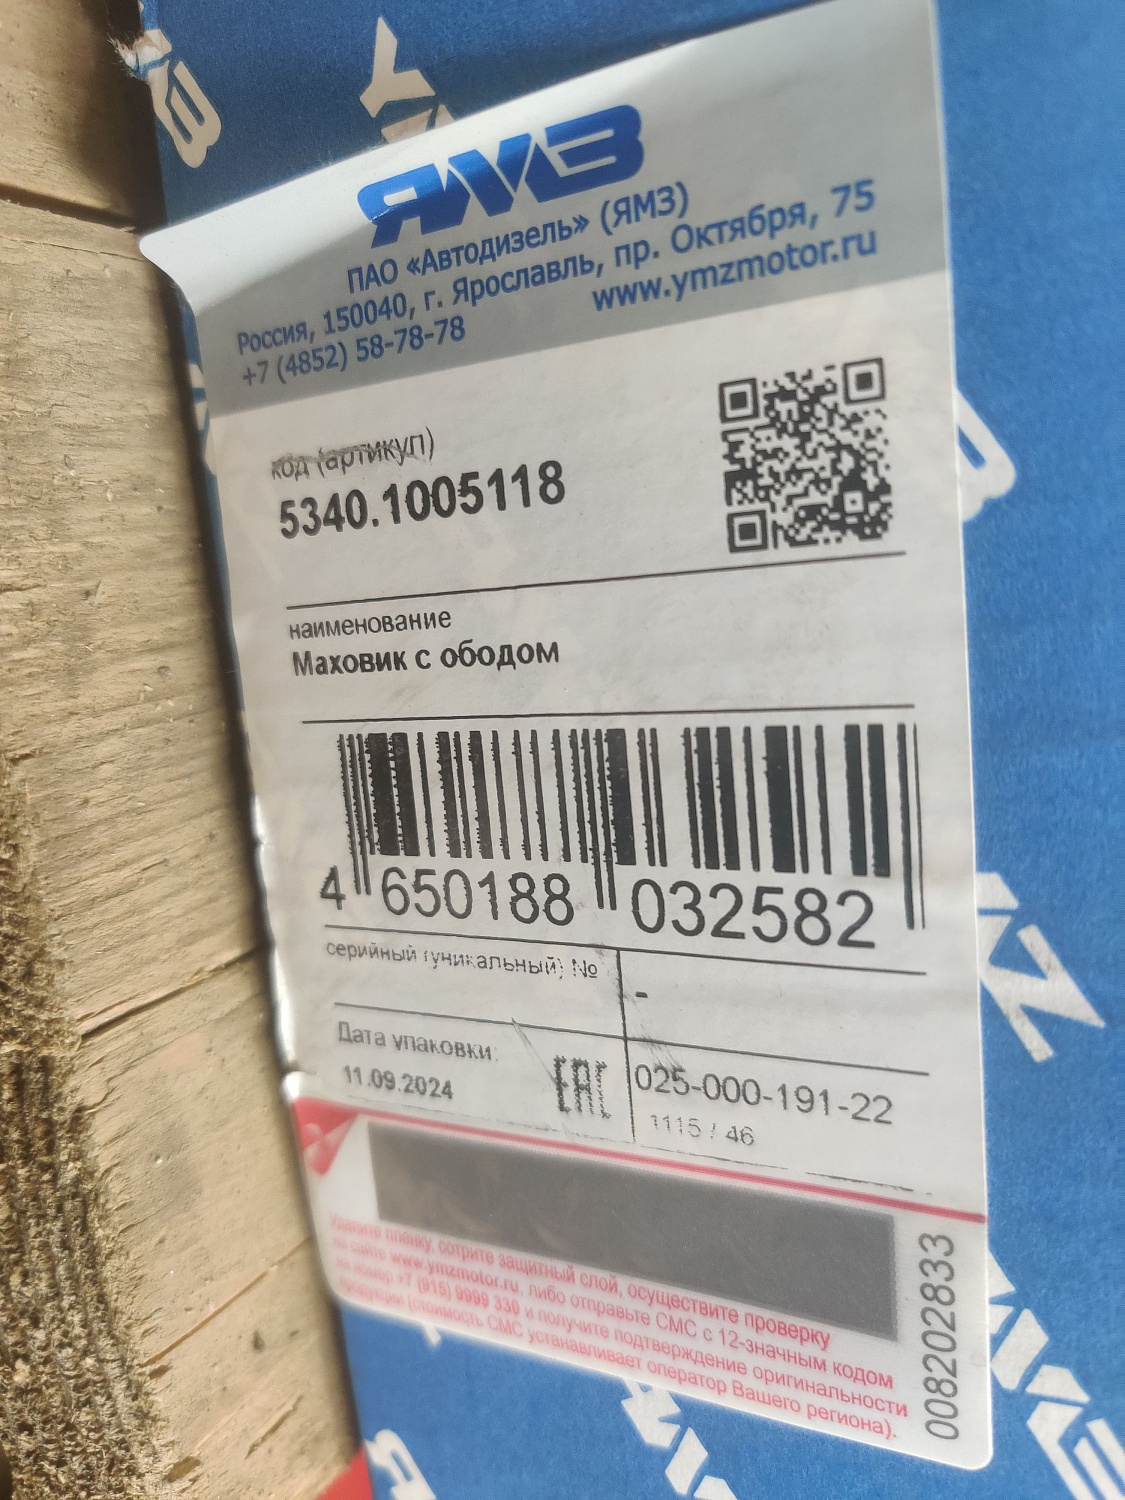 ЯМЗ
ПАО «Автодизель» (ЯМЗ)
Россия, 150040, г. Ярославль, пр. Октября, 75
+7 (4852) 58-78-78
www.ymzmotor.ru
код (артикул)
5340.1005118
наименование
Маховик с ободом
4 650188 032582
серийный (уникальный) №
-
Дата упаковки:
11.09.2024
025-000-191-22
1115 / 46
Удалите пленку, сотрите защитный слой, осуществите проверку
на сайте www.ymzmotor.ru, либо отправьте СМС с 12-значным кодом
на номер +7 (915) 9999 330 и получите подтверждение оригинальности
продукции (стоимость СМС устанавливает оператор Вашего региона).
008202833